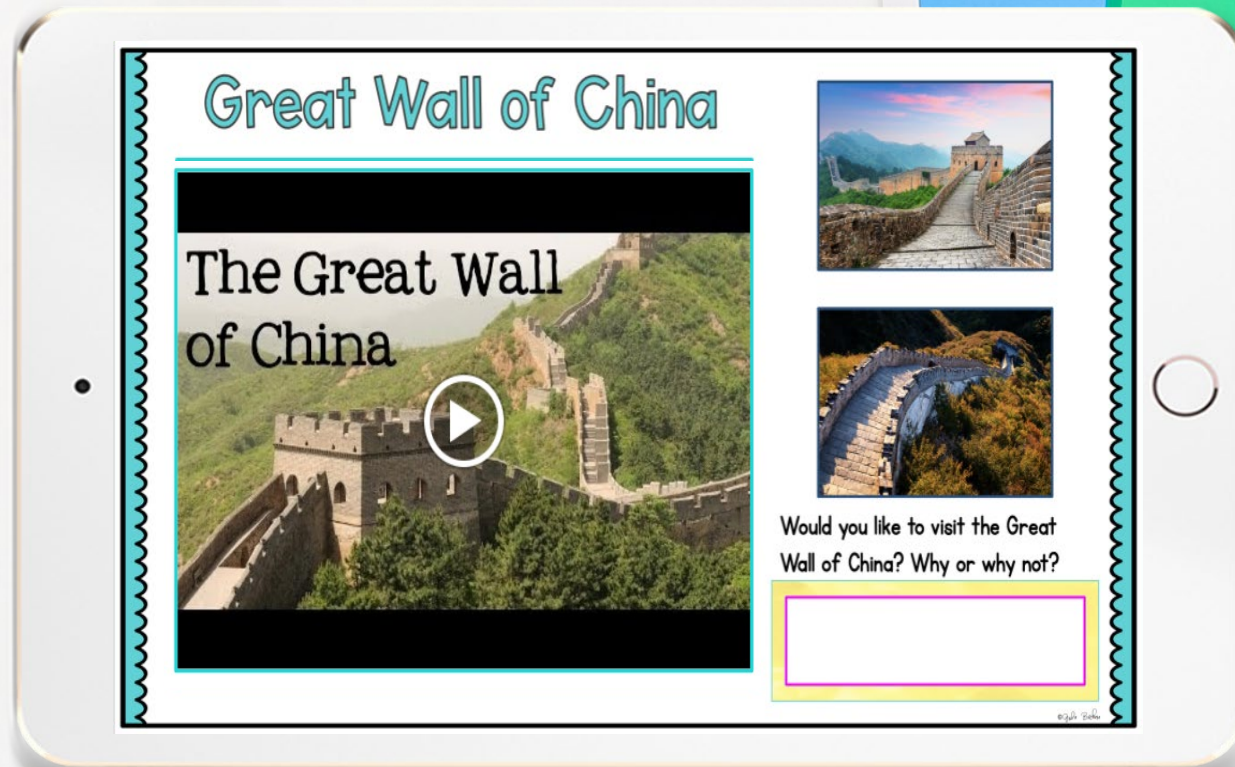 Great Wall of China
The Great Wall
of China
Would you like to visit the Great
Wall of China? Why or why not?